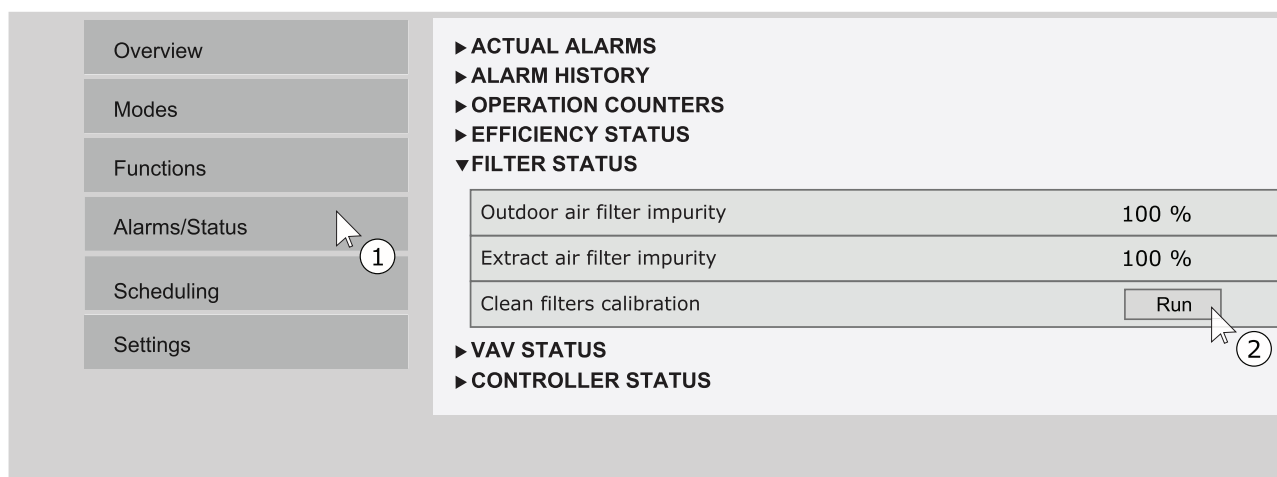 Overview
Modes
Functions
Alarms/Status
1
Scheduling
Settings
▶ACTUAL ALARMS
▶ALARM HISTORY
▶OPERATION COUNTERS
▶EFFICIENCY STATUS
▼FILTER STATUS
Outdoor air filter impurity 100 %
Extract air filter impurity 100 %
Clean filters calibration Run
2
▶VAV STATUS
▶CONTROLLER STATUS